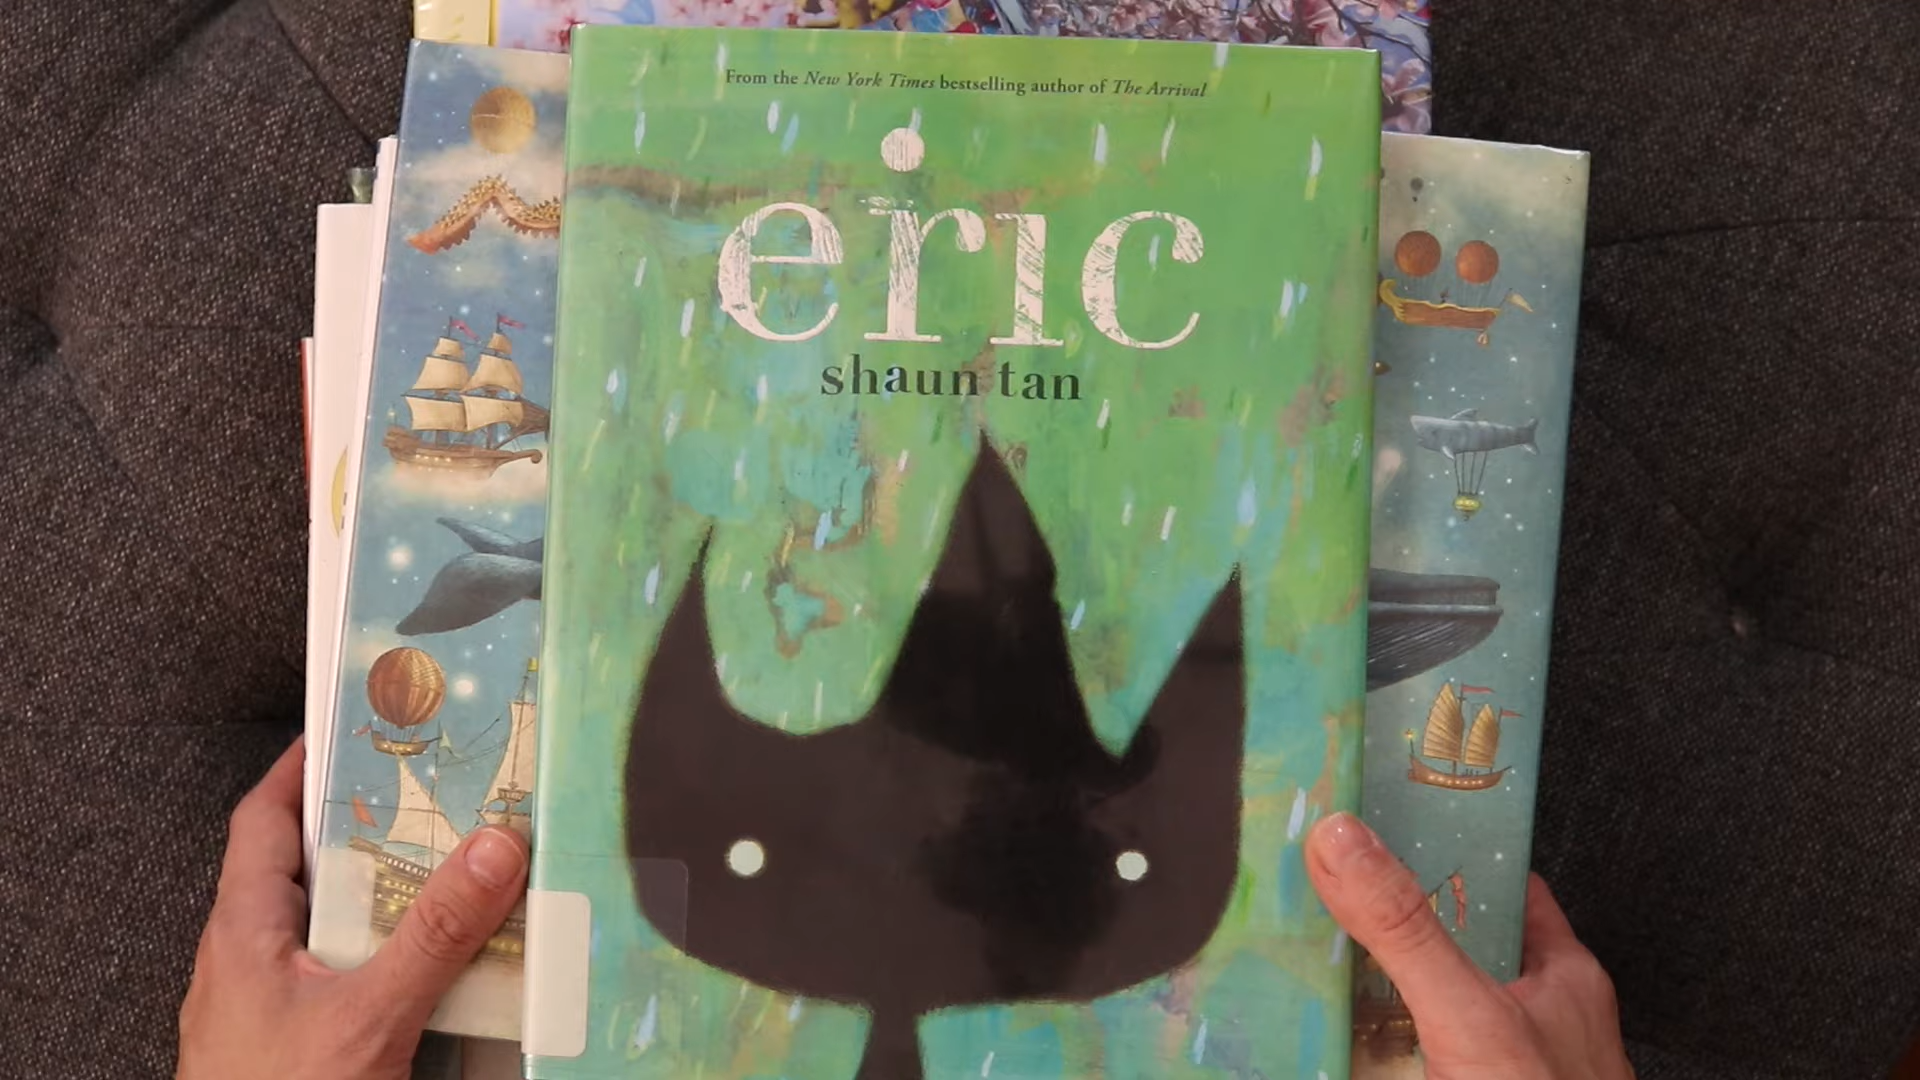 From the New York Times bestselling author of The Arrival
eric
shaun tan